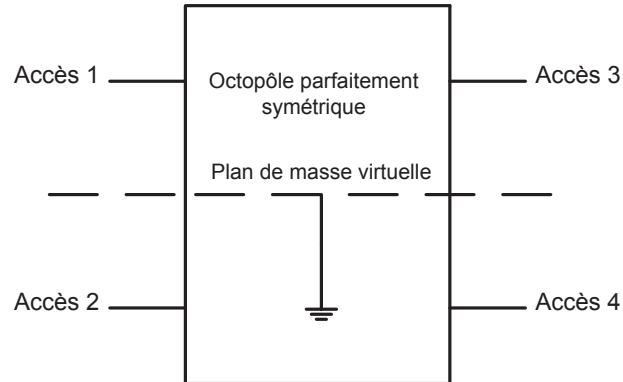 Accès 1
Octopôle parfaitement
symétrique
Accès 3
Plan de masse virtuelle
Accès 2
Accès 4